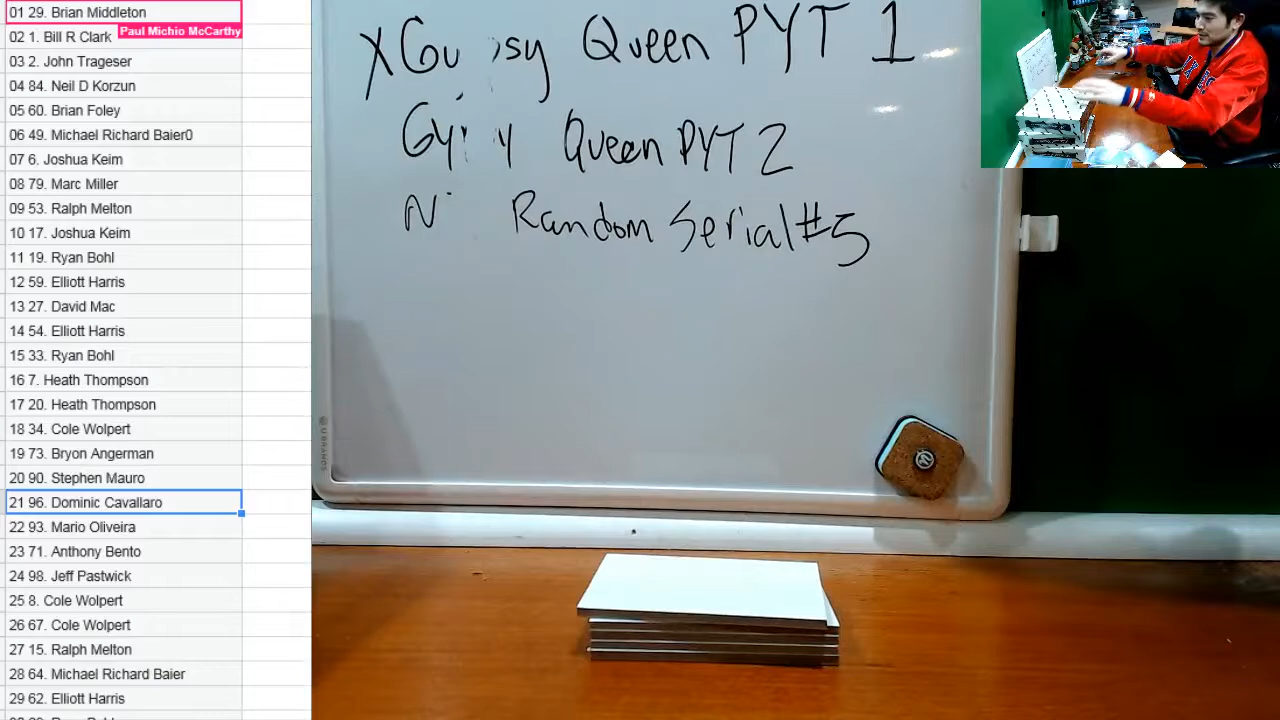 01 29. Brian Middleton
02 1. Bill R Clark
Paul Michio McCarthy
03 2. John Trageser
04 84. Neil D Korzun
05 60. Brian Foley
06 49. Michael Richard Baier0
07 6. Joshua Keim
08 79. Marc Miller
09 53. Ralph Melton
10 17. Joshua Keim
11 19. Ryan Bohl
12 59. Elliott Harris
13 27. David Mac
14 54. Elliott Harris
15 33. Ryan Bohl
16 7. Heath Thompson
17 20. Heath Thompson
18 34. Cole Wolpert
19 73. Bryon Angerman
20 90. Stephen Mauro
21 96. Dominic Cavallaro
22 93. Mario Oliveira
23 71. Anthony Bento
24 98. Jeff Pastwick
25 8. Cole Wolpert
26 67. Cole Wolpert
27 15. Ralph Melton
28 64. Michael Richard Baier
29 62. Elliott Harris
Queen PYT 1
Queen PYT 2
Random Serial #5